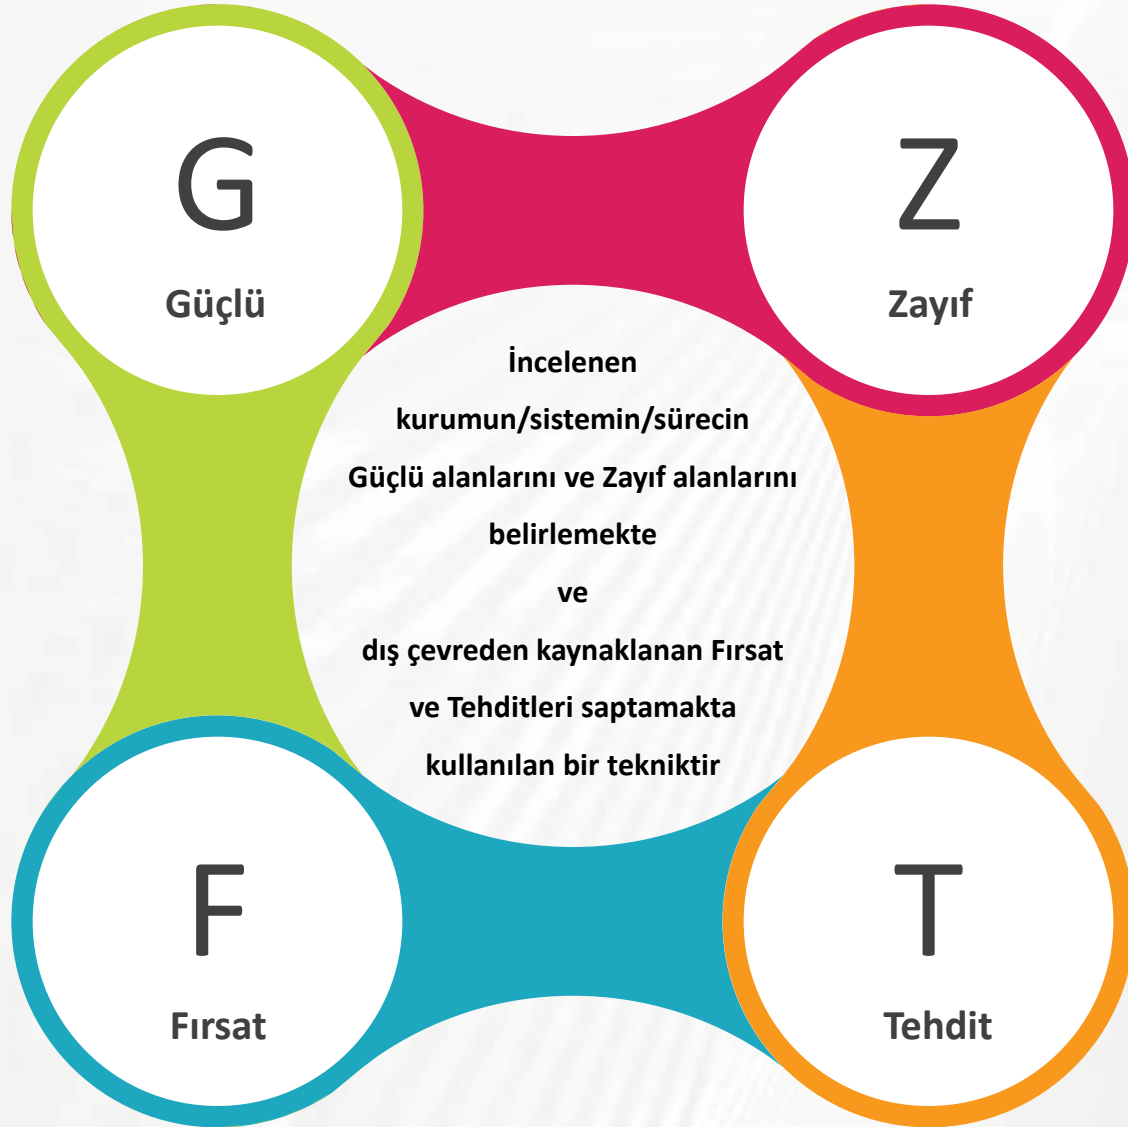 G
Güçlü
Z
Zayıf
İncelenen
kurumun/sistemin/sürecin
Güçlü alanlarını ve Zayıf alanlarını
belirlemekte
ve
dış çevreden kaynaklanan Fırsat
ve Tehditleri saptamakta
kullanılan bir tekniktir
F
Fırsat
T
Tehdit